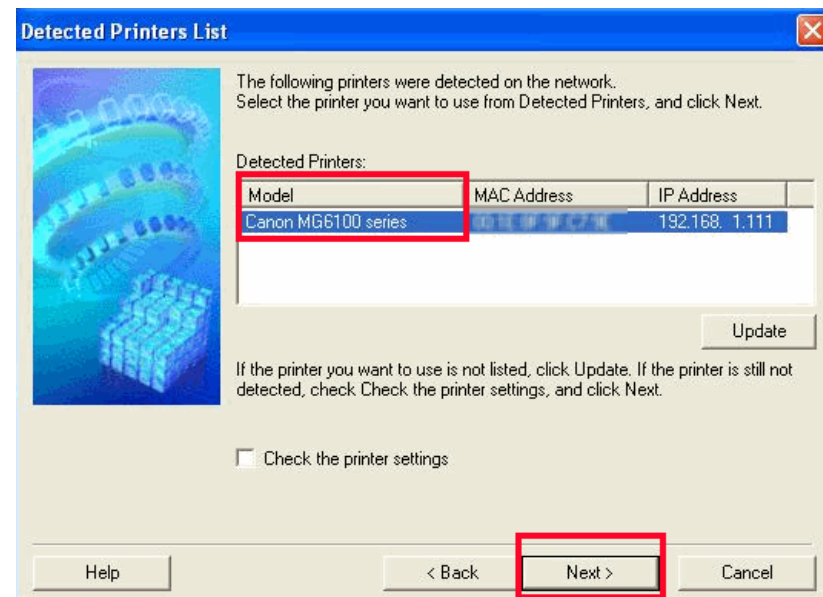 Detected Printers List
The following printers were detected on the network.
Select the printer you want to use from Detected Printers, and click Next.
Detected Printers:
Model MAC Address IP Address
Canon MG6100 series 192.168. 1.111
Update
If the printer you want to use is not listed, click Update. If the printer is still not
detected, check Check the printer settings, and click Next.
Check the printer settings
Help < Back Next > Cancel